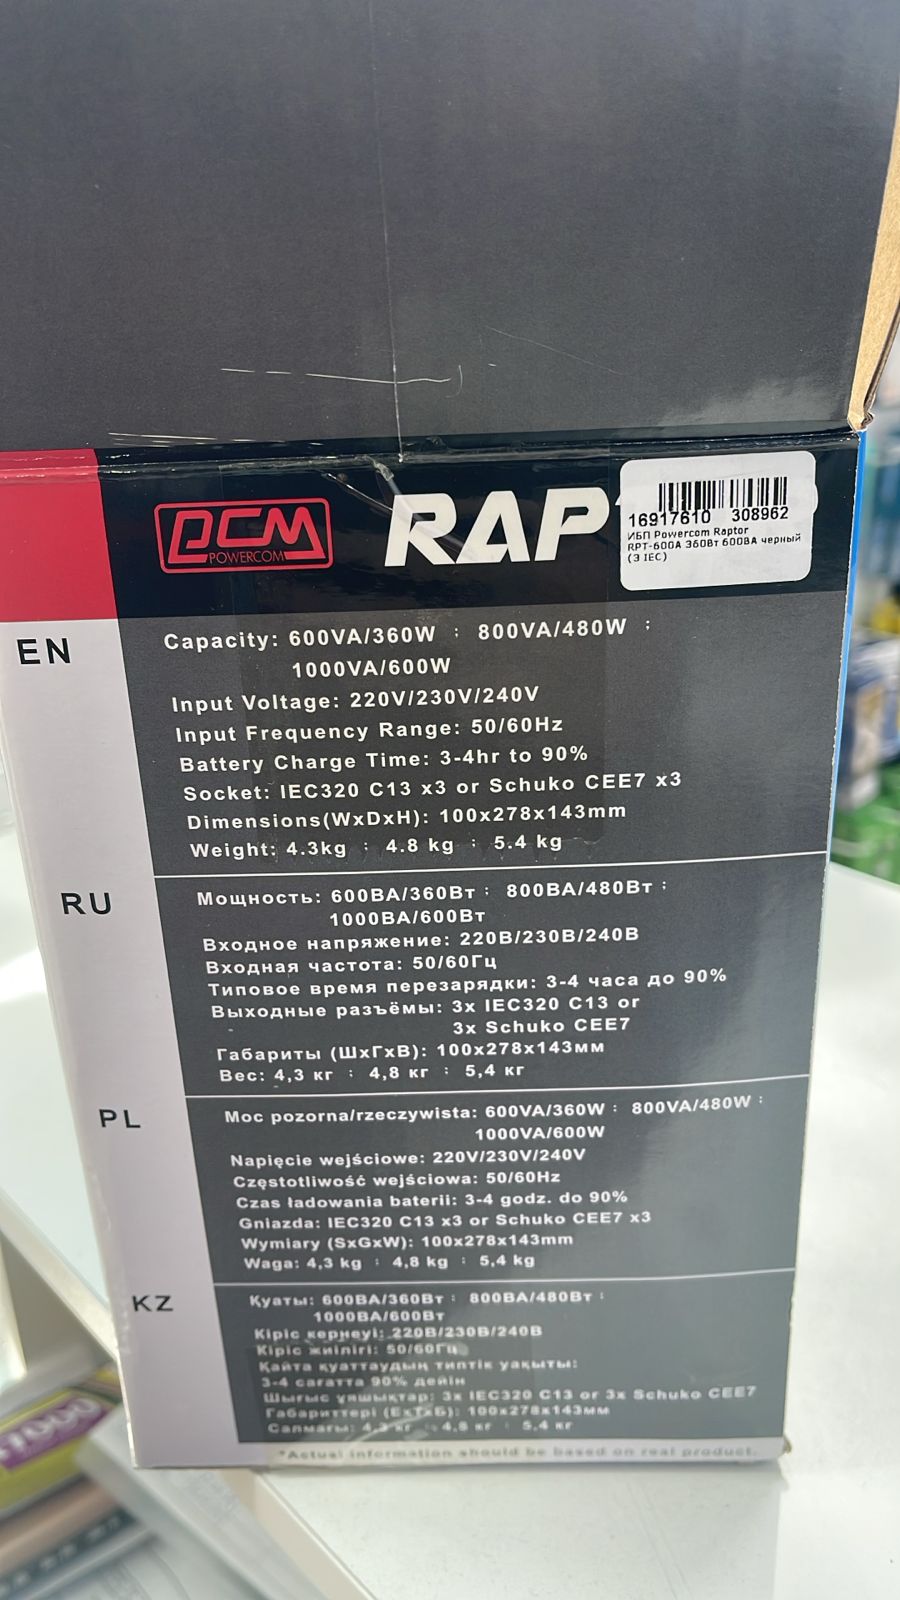 PCM
POWERCOM
RAP
16917610 308962
ИБП Powercom Raptor
RPT-600A 360Вт 600ВА черный
(3 IEC)
EN
Capacity: 600VA/360W ; 800VA/480W ;
1000VA/600W
Input Voltage: 220V/230V/240V
Input Frequency Range: 50/60Hz
Battery Charge Time: 3-4hr to 90%
Socket: IEC320 C13 x3 or Schuko CEE7 x3
Dimensions(WxDxH): 100x278x143mm
Weight: 4.3kg ; 4.8 kg ; 5.4 kg
RU
Мощность: 600ВА/360Вт ; 800ВА/480Вт ;
1000ВА/600Вт
Входное напряжение: 220В/230В/240В
Входная частота: 50/60Гц
Типовое время перезарядки: 3-4 часа до 90%
Выходные разъёмы: 3x IEC320 C13 or
3x Schuko CEE7
Габариты (ШxГxВ): 100x278x143мм
Вес: 4,3 кг ; 4,8 кг ; 5,4 кг
PL
Moc pozorna/rzeczywista: 600VA/360W ; 800VA/480W ;
1000VA/600W
Napięcie wejściowe: 220V/230V/240V
Częstotliwość wejściowa: 50/60Hz
Czas ładowania baterii: 3-4 godz. do 90%
Gniazda: IEC320 C13 x3 or Schuko CEE7 x3
Wymiary (SxGxW): 100x278x143mm
Waga: 4,3 kg ; 4,8 kg ; 5,4 kg
KZ
Куаты: 600ВА/360Вт ; 800ВА/480Вт ;
1000ВА/600Вт
Кіріс кернеуі: 220В/230В/240В
Кіріс жиілігі: 50/60Гц
Қайта қуаттаудың типтік уақыты:
3-4 сағатта 90% дейін
Шығыс ұяшықтар: 3x IEC320 C13 or 3x Schuko CEE7
Габариттері (ЕxТxБ): 100x278x143мм
Салмағы: 4,3 кг ; 4,8 кг ; 5,4 кг
*Actual information should be based on real product.